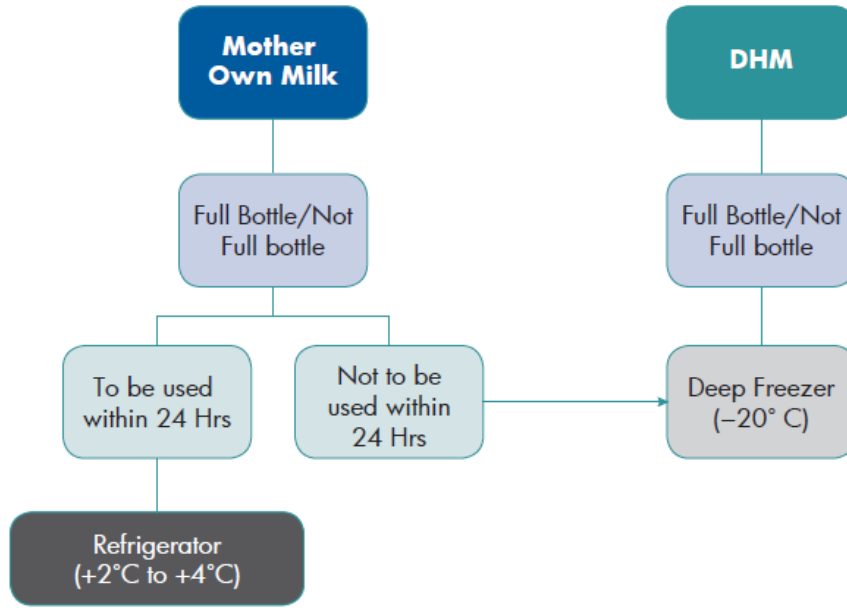 Mother
Own Milk
DHM
Full Bottle/Not
Full bottle
Full Bottle/Not
Full bottle
To be used
within 24 Hrs
Not to be
used within
24 Hrs
Deep Freezer
(–20° C)
Refrigerator
(+2°C to +4°C)